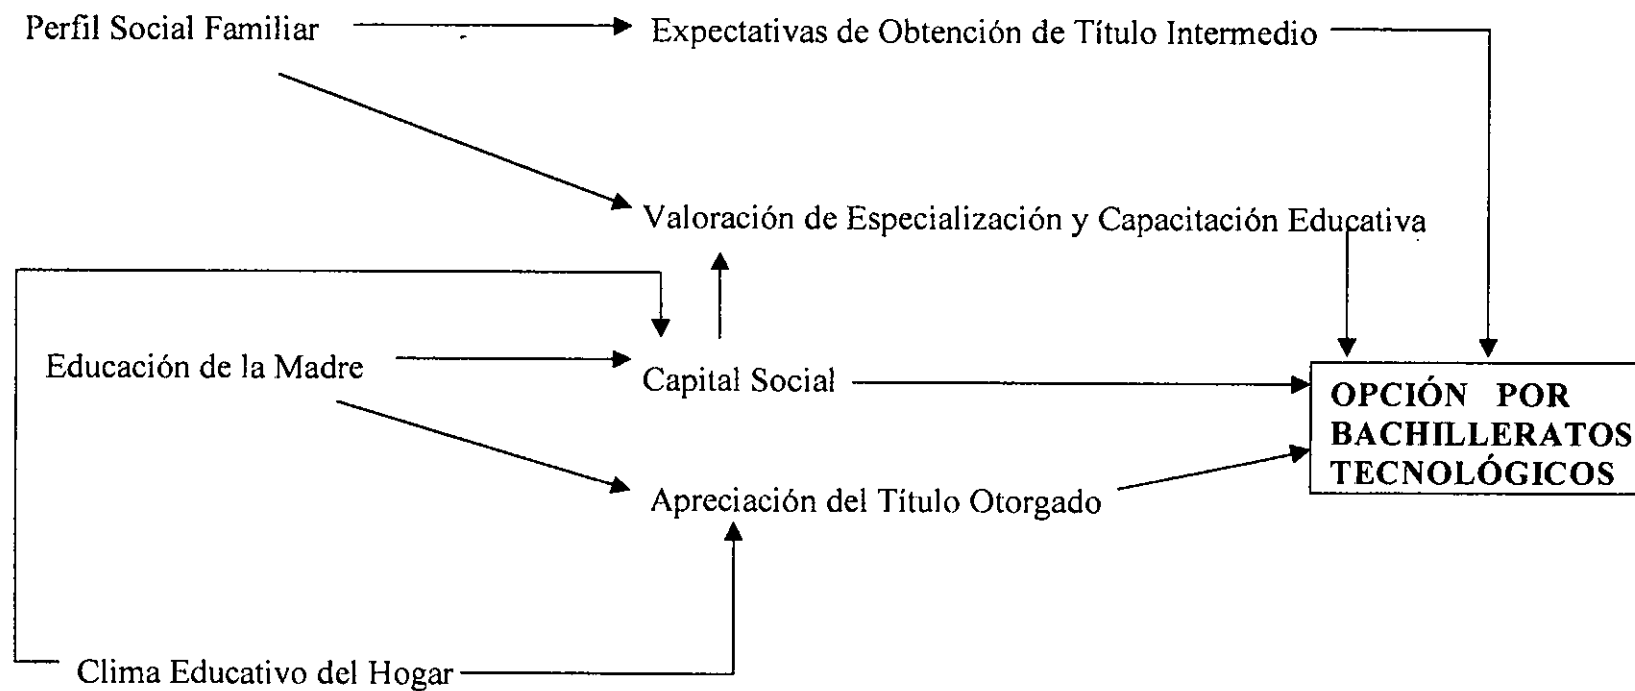 Perfil Social Familiar
Expectativas de Obtención de Título Intermedio
Valoración de Especialización y Capacitación Educativa
Educación de la Madre
Capital Social
OPCIÓN POR
BACHILLERATOS
TECNOLÓGICOS
Apreciación del Título Otorgado
Clima Educativo del Hogar